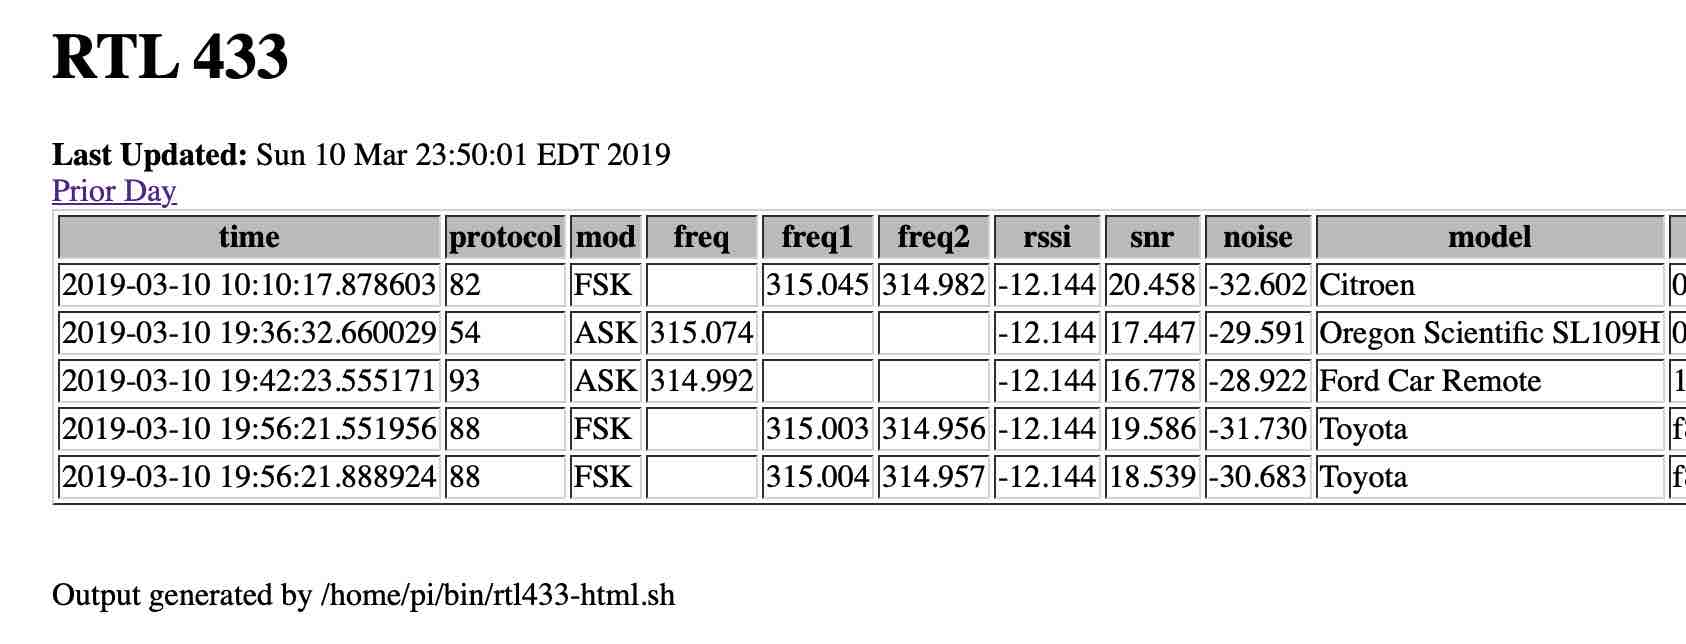 RTL 433
Last Updated: Sun 10 Mar 23:50:01 EDT 2019
Prior Day
time protocol mod freq freq1 freq2 rssi snr noise model
2019-03-10 10:10:17.878603 82 FSK 315.045 314.982 -12.144 20.458 -32.602 Citroen 0
2019-03-10 19:36:32.660029 54 ASK 315.074 -12.144 17.447 -29.591 Oregon Scientific SL109H 0
2019-03-10 19:42:23.555171 93 ASK 314.992 -12.144 16.778 -28.922 Ford Car Remote 1
2019-03-10 19:56:21.551956 88 FSK 315.003 314.956 -12.144 19.586 -31.730 Toyota
2019-03-10 19:56:21.888924 88 FSK 315.004 314.957 -12.144 18.539 -30.683 Toyota
Output generated by /home/pi/bin/rtl433-html.sh